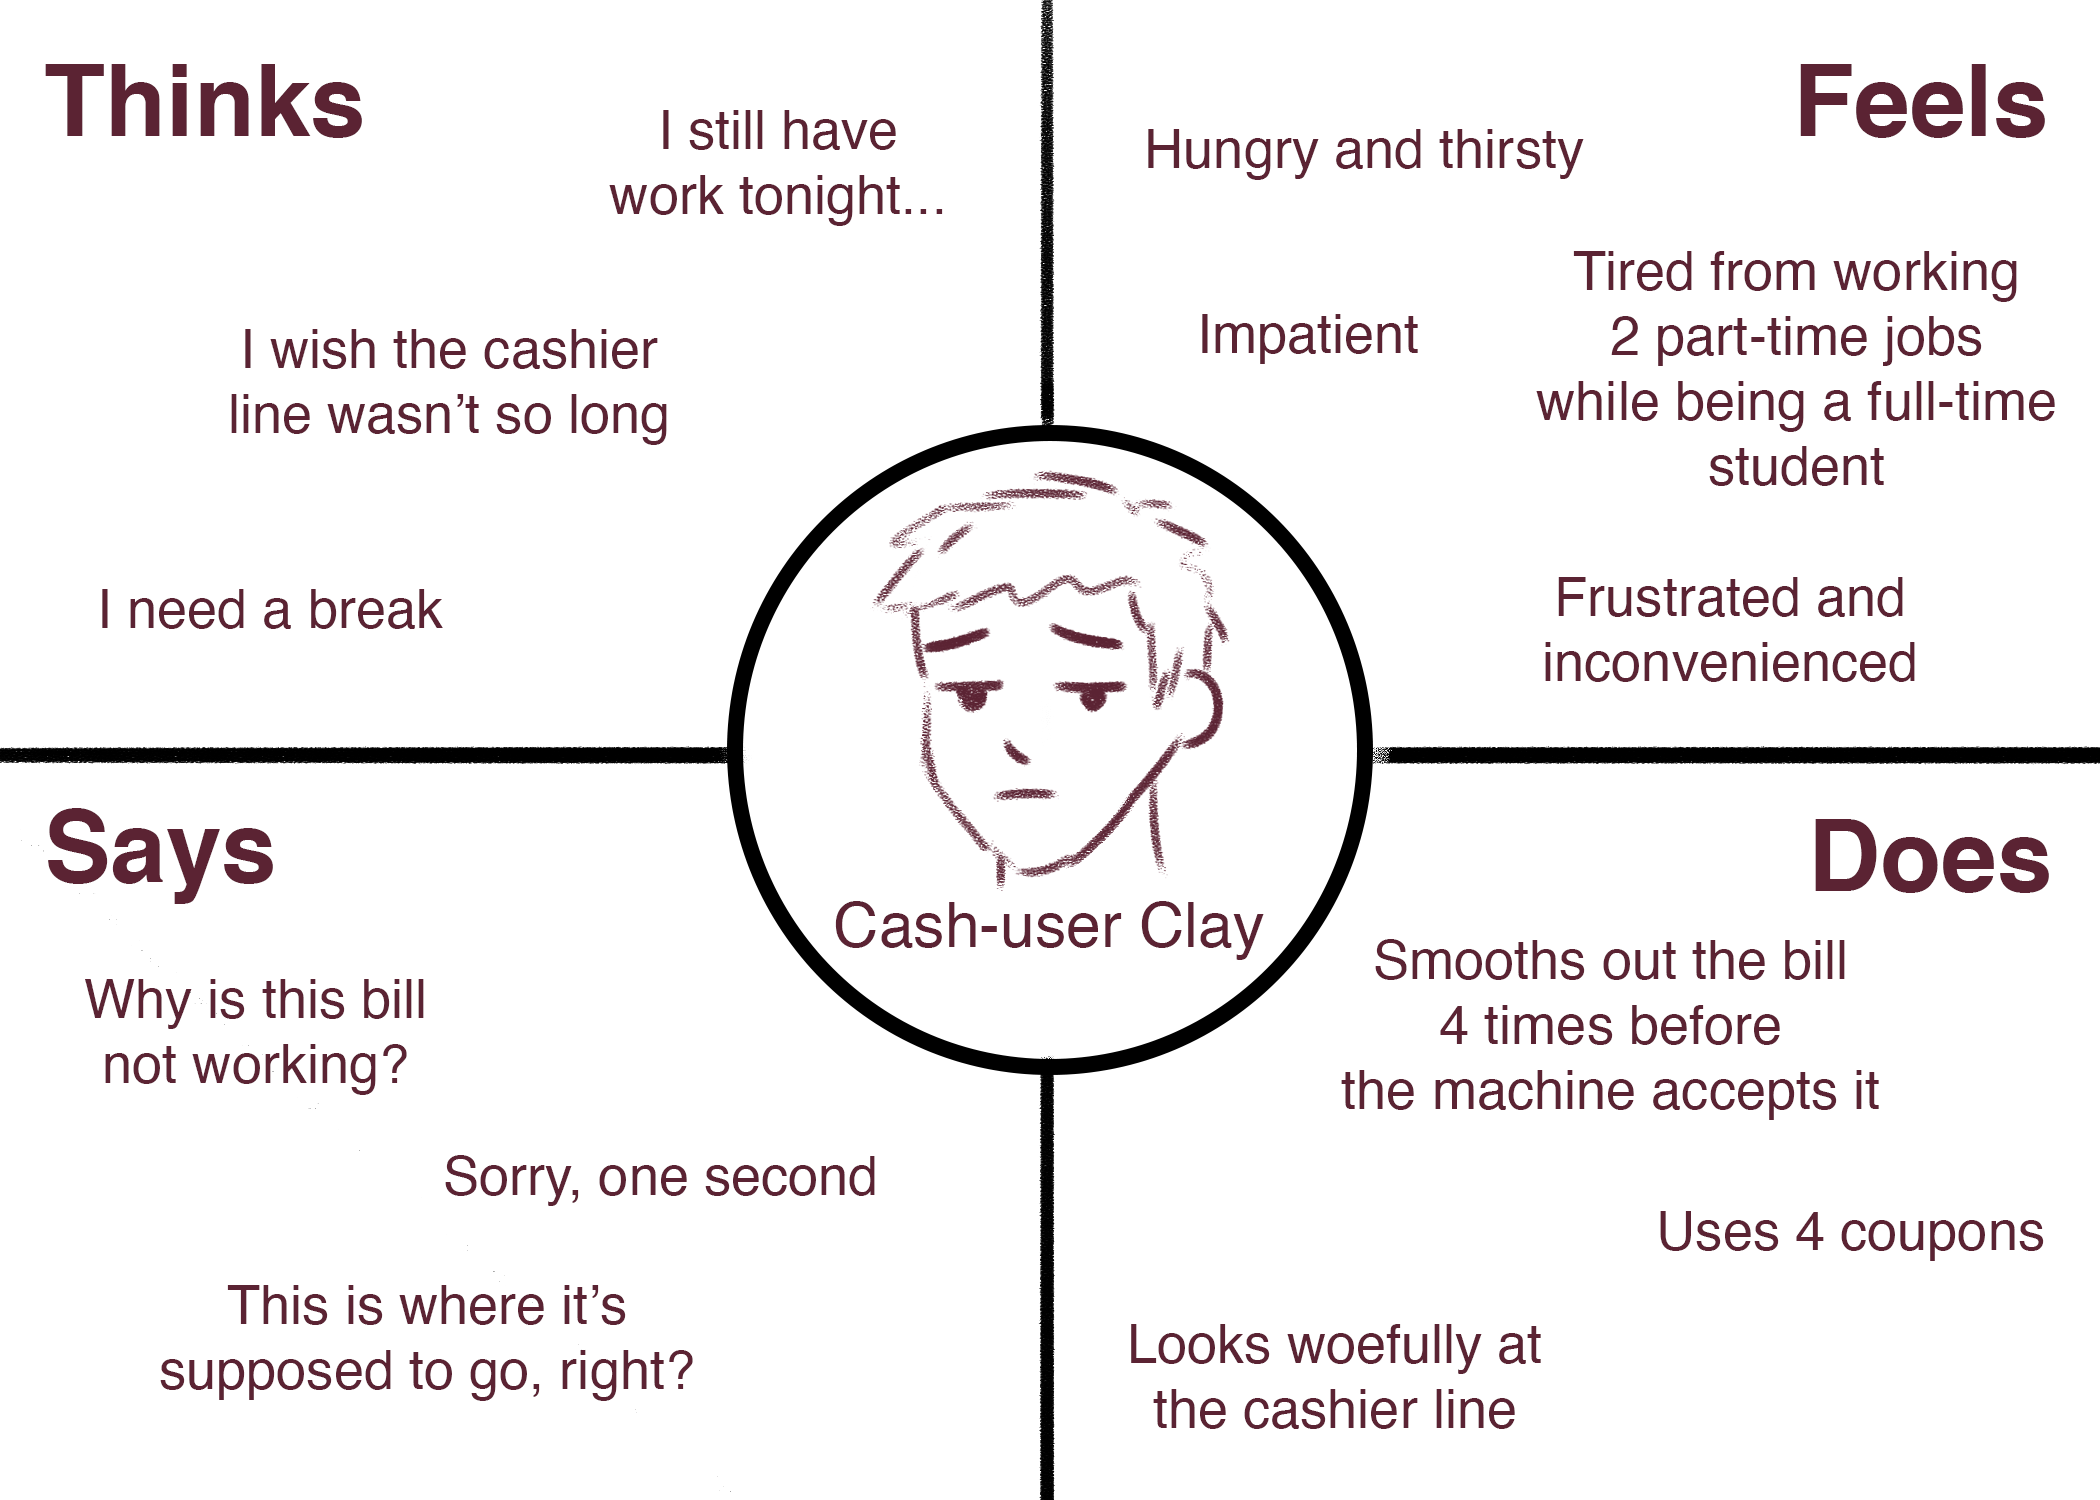 Thinks
I still have
work tonight...
I wish the cashier
line wasn’t so long
I need a break
Feels
Hungry and thirsty
Tired from working
2 part-time jobs
while being a full-time
student
Impatient
Frustrated and
inconvenienced
Cash-user Clay
Says
Why is this bill
not working?
Sorry, one second
This is where it’s
supposed to go, right?
Does
Smooths out the bill
4 times before
the machine accepts it
Uses 4 coupons
Looks woefully at
the cashier line